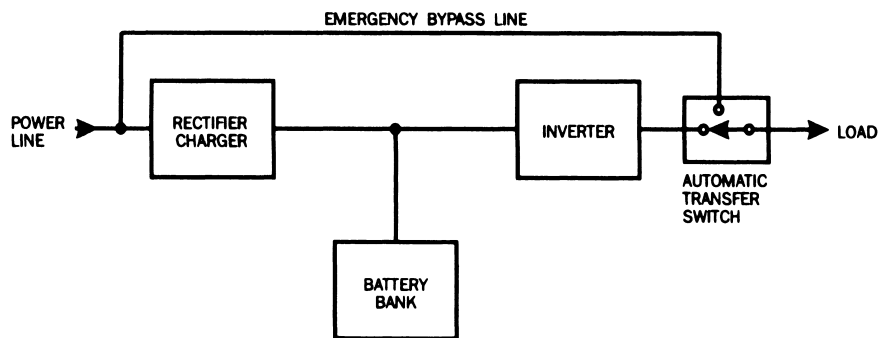 EMERGENCY BYPASS LINE
POWER
LINE
RECTIFIER
CHARGER
INVERTER
LOAD
AUTOMATIC
TRANSFER
SWITCH
BATTERY
BANK